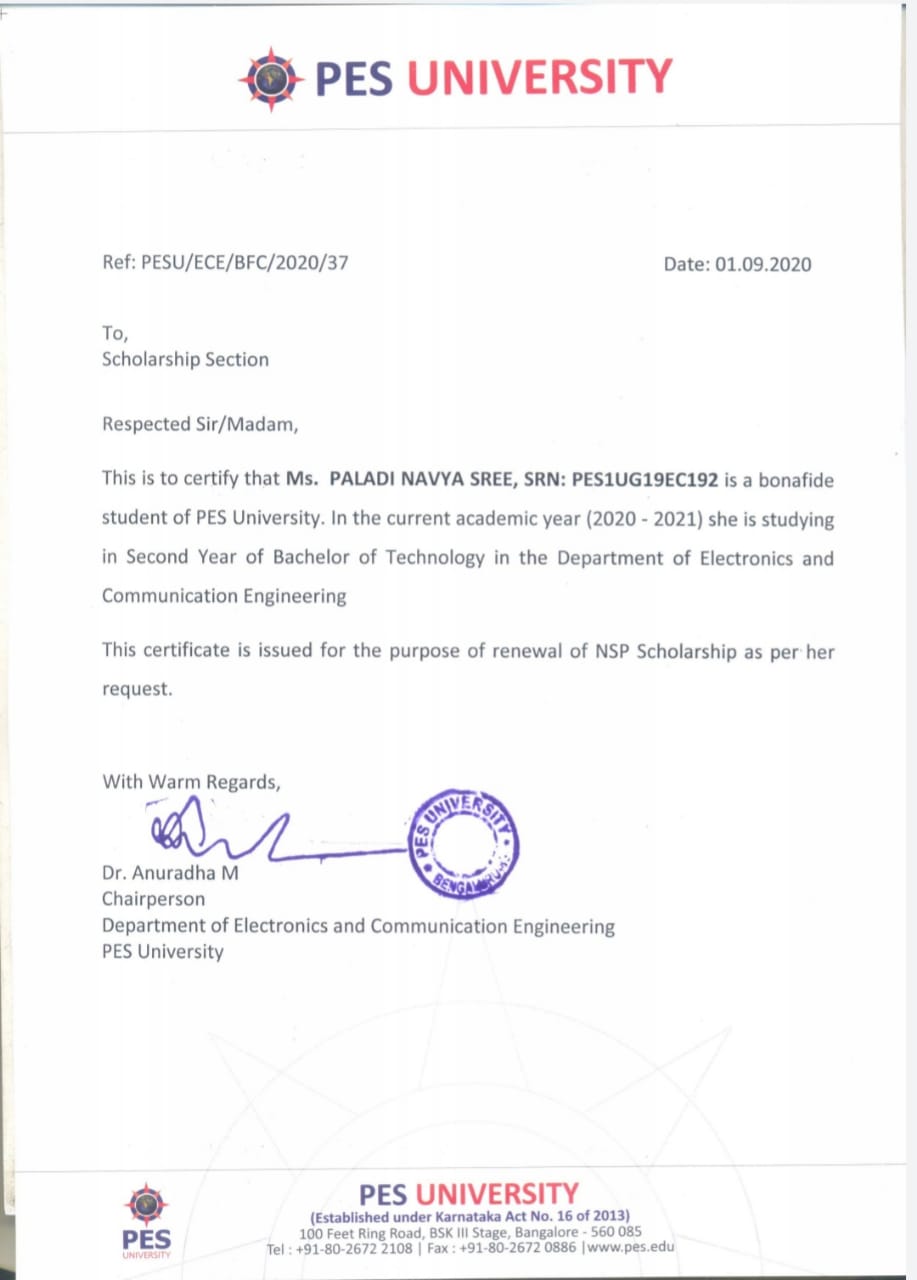 PES UNIVERSITY
Ref: PESU/ECE/BFC/2020/37
Date: 01.09.2020
To,
Scholarship Section
Respected Sir/Madam,
This is to certify that Ms. PALADI NAVYA SREE, SRN: PES1UG19EC192 is a bonafide
student of PES University. In the current academic year (2020 - 2021) she is studying
in Second Year of Bachelor of Technology in the Department of Electronics and
Communication Engineering
This certificate is issued for the purpose of renewal of NSP Scholarship as per her
request.
With Warm Regards,
PES UNIVERSITY
BENGALURU
Dr. Anuradha M
Chairperson
Department of Electronics and Communication Engineering
PES University
PES
UNIVERSITY
PES UNIVERSITY
(Established under Karnataka Act No. 16 of 2013)
100 Feet Ring Road, BSK III Stage, Bangalore - 560 085
Tel : +91-80-2672 2108 | Fax : +91-80-2672 0886 |www.pes.edu